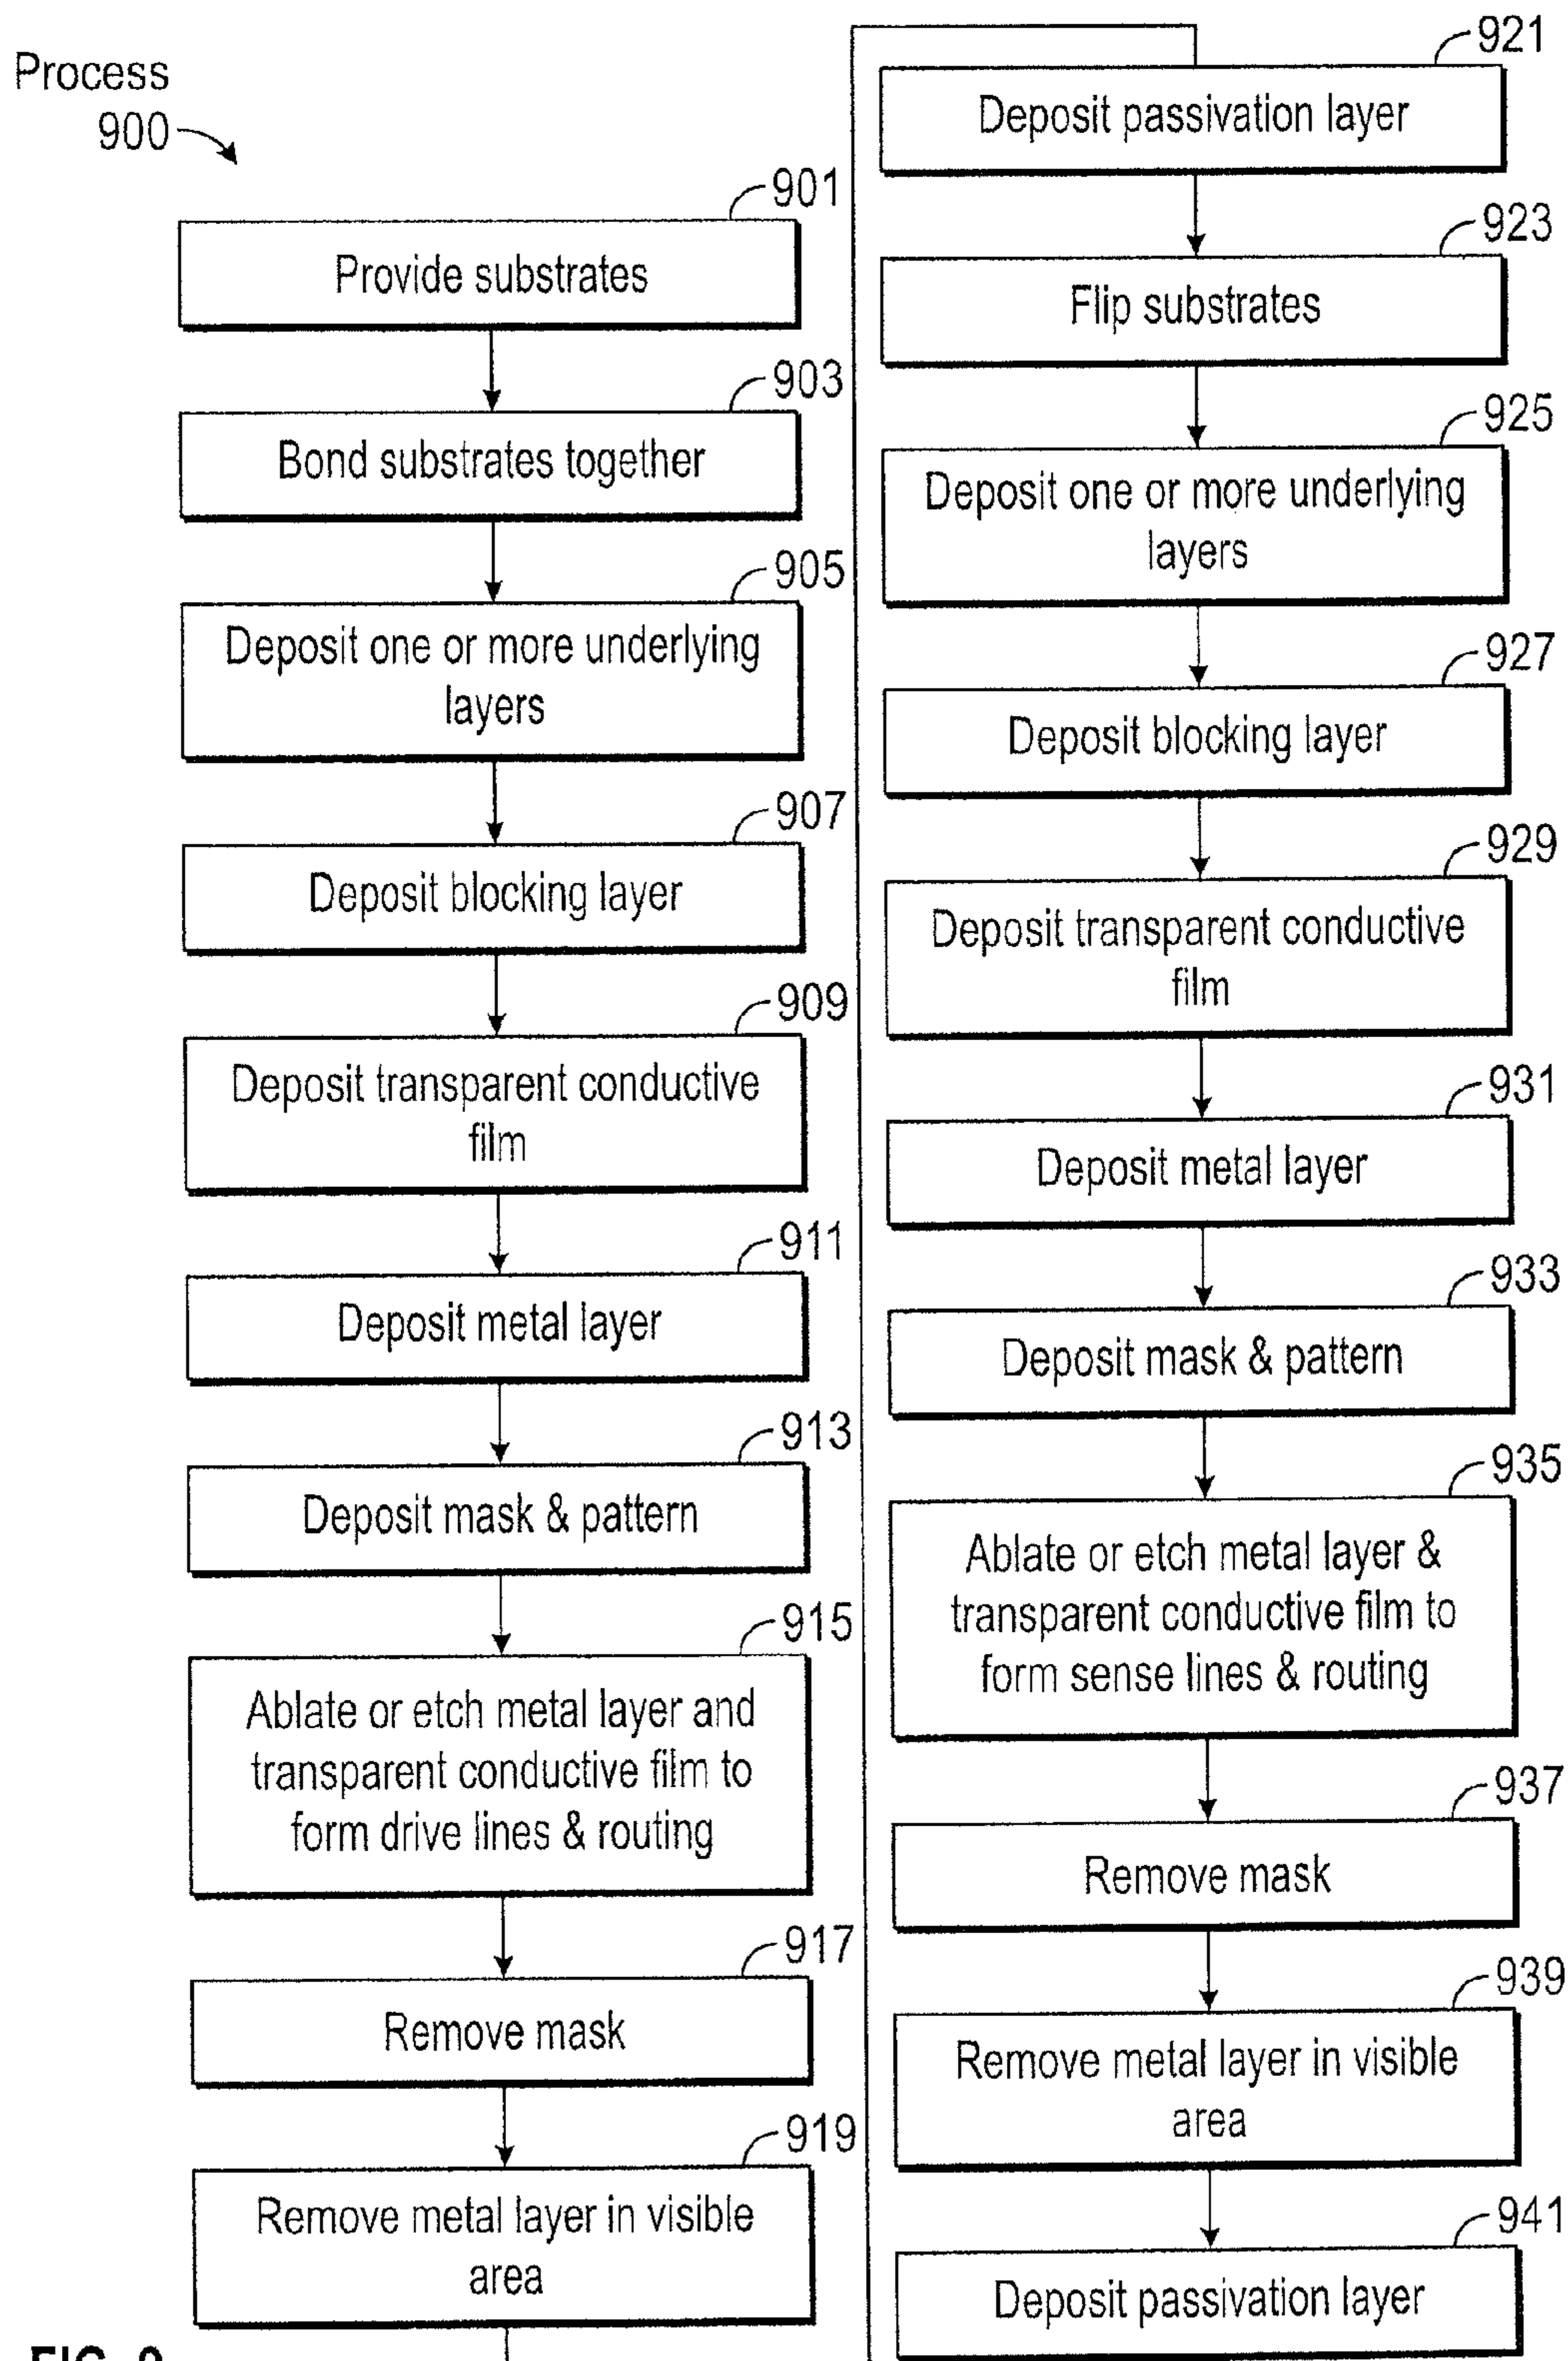 Process
900
901
Provide substrates
903
Bond substrates together
905
Deposit one or more underlying
layers
907
Deposit blocking layer
909
Deposit transparent conductive
film
911
Deposit metal layer
913
Deposit mask & pattern
915
Ablate or etch metal layer and
transparent conductive film to
form drive lines & routing
917
Remove mask
919
Remove metal layer in visible
area
921
Deposit passivation layer
923
Flip substrates
925
Deposit one or more underlying
layers
927
Deposit blocking layer
929
Deposit transparent conductive
film
931
Deposit metal layer
933
Deposit mask & pattern
935
Ablate or etch metal layer &
transparent conductive film to
form sense lines & routing
937
Remove mask
939
Remove metal layer in visible
area
941
Deposit passivation layer